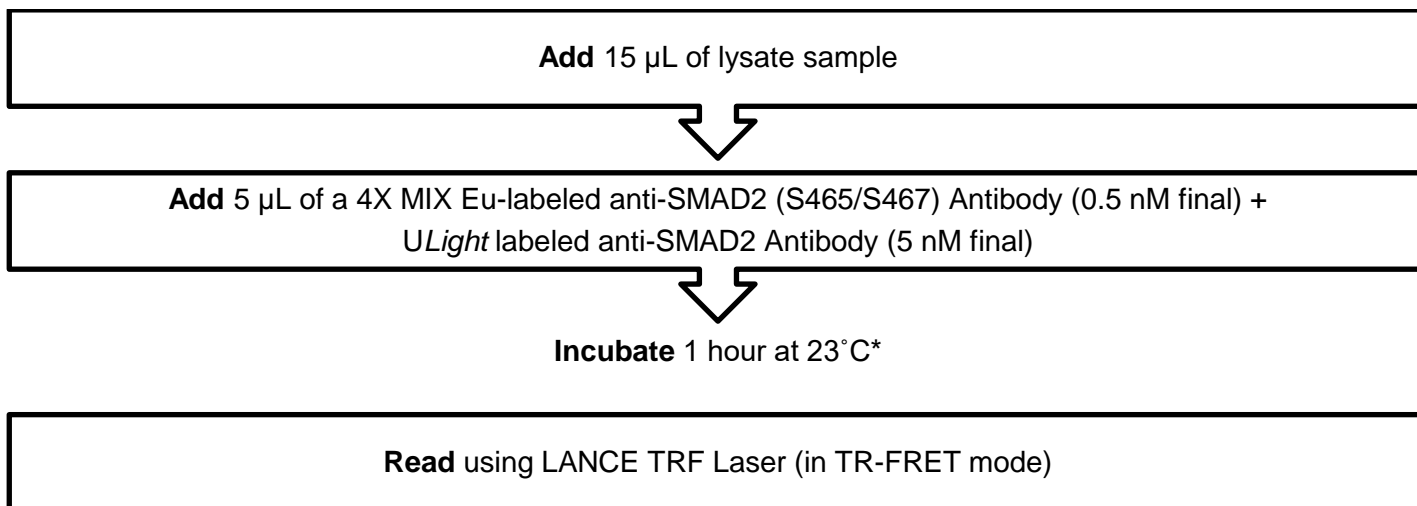 Add 15 µL of lysate sample
Add 5 µL of a 4X MIX Eu-labeled anti-SMAD2 (S465/S467) Antibody (0.5 nM final) +
ULight labeled anti-SMAD2 Antibody (5 nM final)
Incubate 1 hour at 23˚C*
Read using LANCE TRF Laser (in TR-FRET mode)